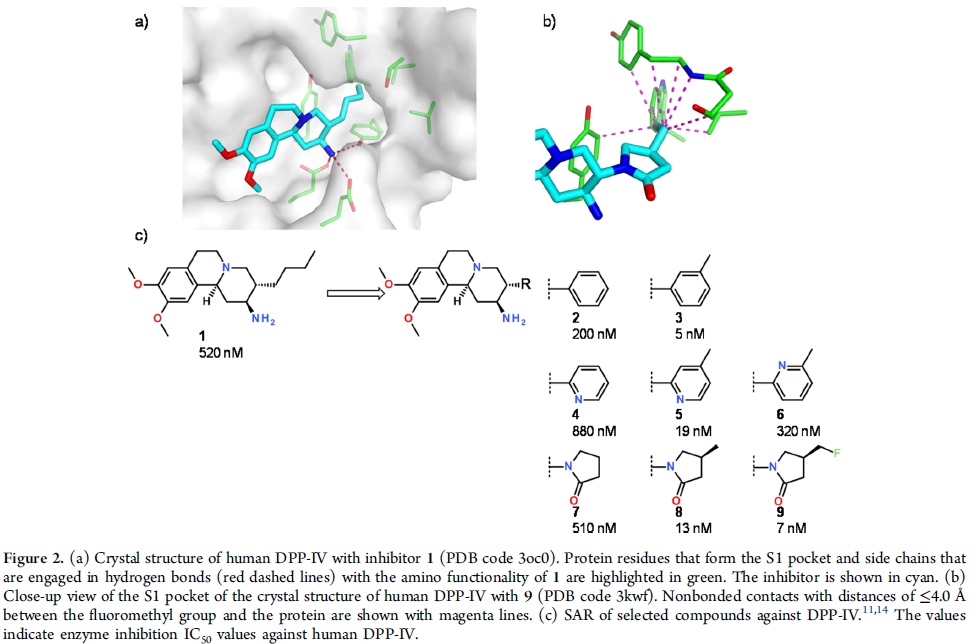 a)
b)
c)
N
O
O
H
NH2
1
520 nM
N
O
O
H
R
NH2
2
200 nM
3
5 nM
N
4
880 nM
N
5
19 nM
N
6
320 nM
N
O
7
510 nM
N
O
8
13 nM
N
F
O
9
7 nM
Figure 2. (a) Crystal structure of human DPP-IV with inhibitor 1 (PDB code 3oc0). Protein residues that form the S1 pocket and side chains that
are engaged in hydrogen bonds (red dashed lines) with the amino functionality of 1 are highlighted in green. The inhibitor is shown in cyan. (b)
Close-up view of the S1 pocket of the crystal structure of human DPP-IV with 9 (PDB code 3kwf). Nonbonded contacts with distances of ≤4.0 Å
between the fluoromethyl group and the protein are shown with magenta lines. (c) SAR of selected compounds against DPP-IV.11,14 The values
indicate enzyme inhibition IC50 values against human DPP-IV.